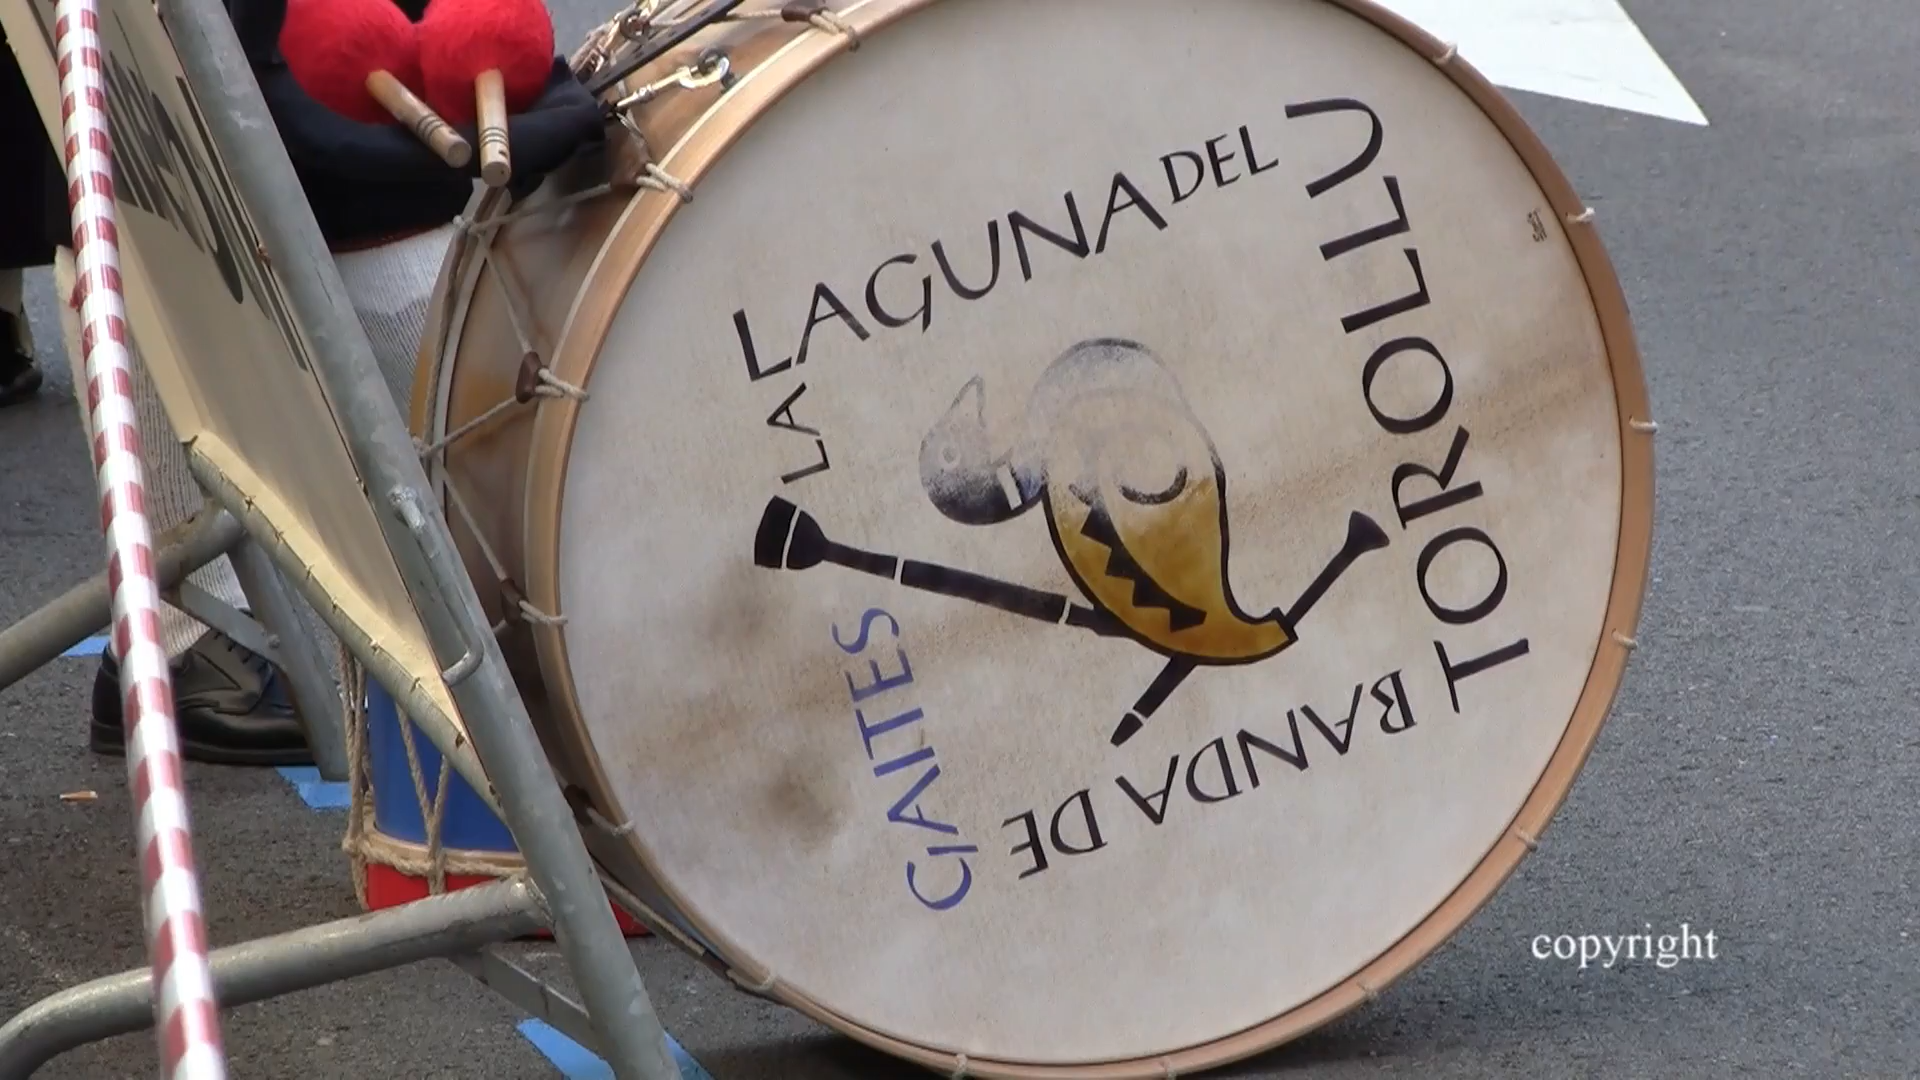 BANDA DE
GAITES
LA LAGUNA DEL
TOROLLU
copyright